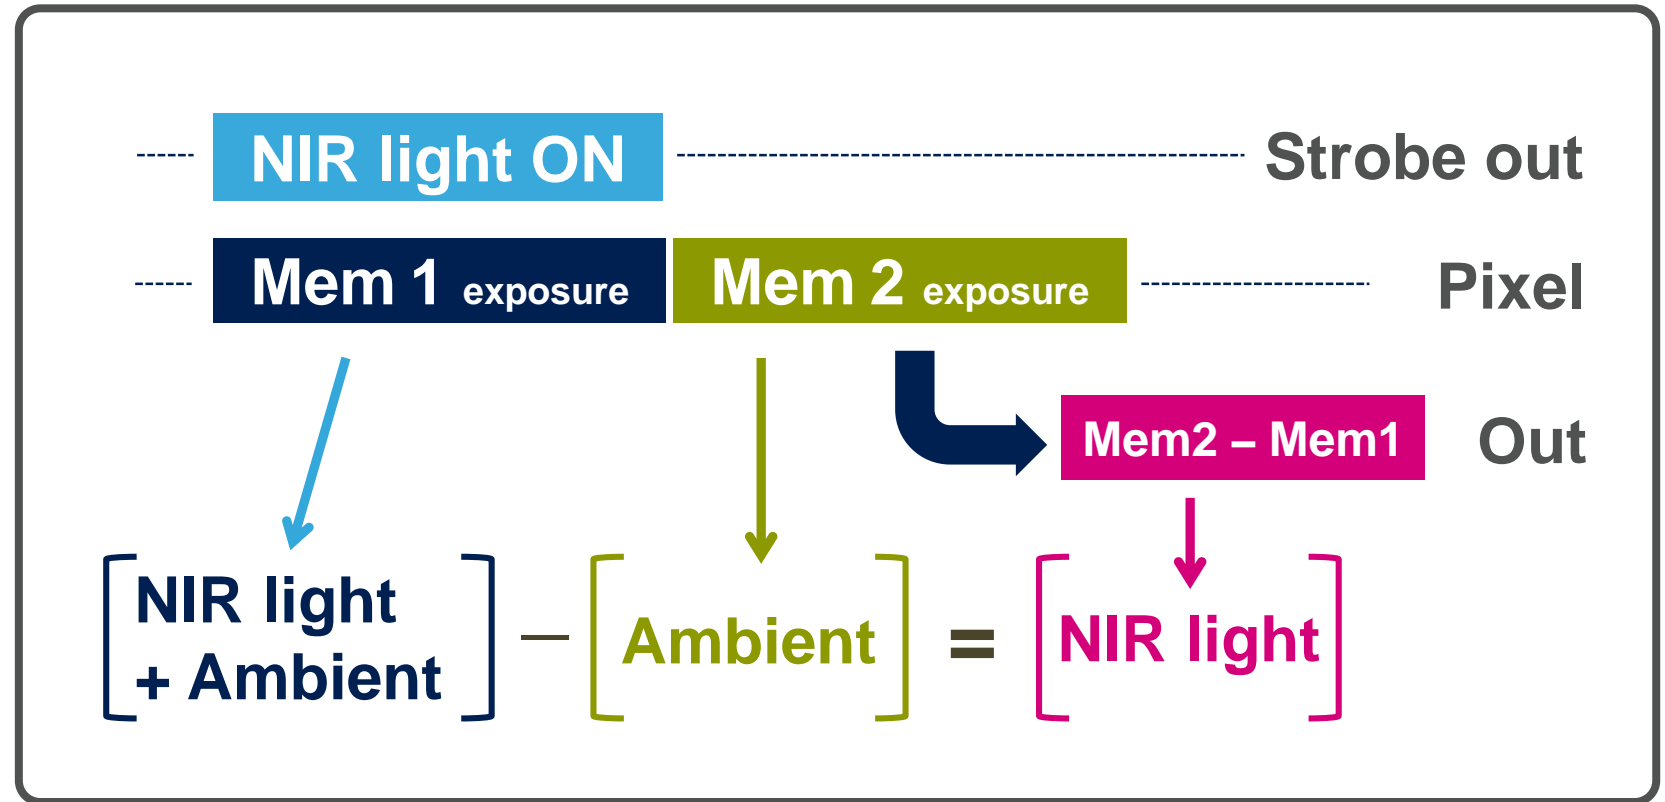 NIR light ON
Strobe out
Mem 1 exposure
Mem 2 exposure
Pixel
Mem2 – Mem1
Out
NIR light
+ Ambient
—
Ambient
=
NIR light